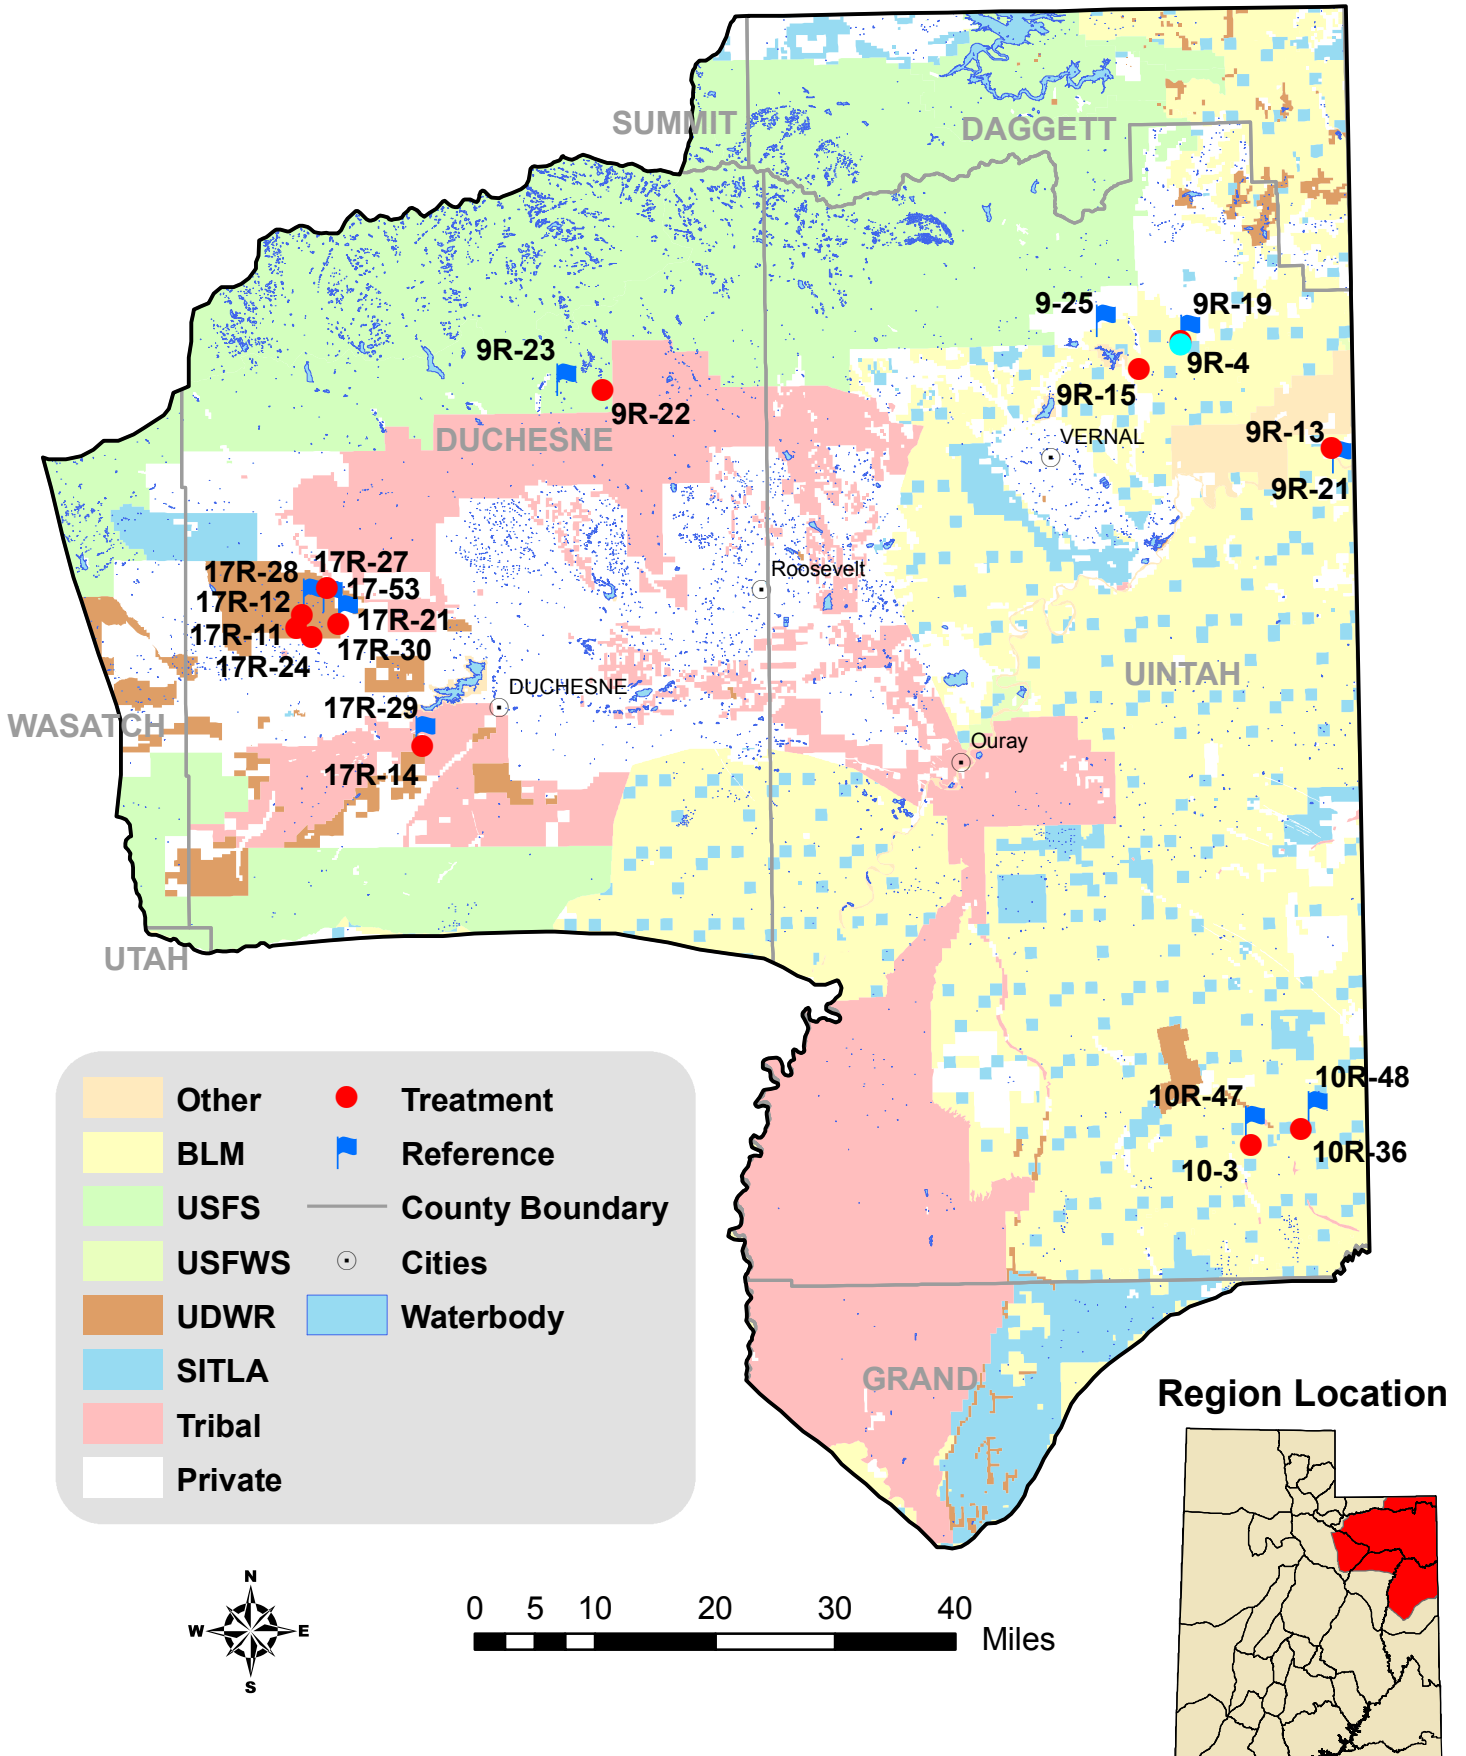 SUMMIT
DAGGETT
9-25
9R-19
9R-23
9R-4
9R-15
9R-22
DUCHESNE
VERNAL
9R-13
9R-21
17R-28
17R-27
Roosevelt
17-53
17R-12
17R-21
17R-11
17R-30
17R-24
UINTAH
DUCHESNE
17R-29
WASATCH
Ouray
17R-14
UTAH
10R-48
10R-47
10R-36
10-3
GRAND
Other
Treatment
BLM
Reference
USFS
County Boundary
USFWS
Cities
UDWR
Waterbody
SITLA
Tribal
Private
Region Location
N
W
E
S
0 5 10 20 30 40
Miles